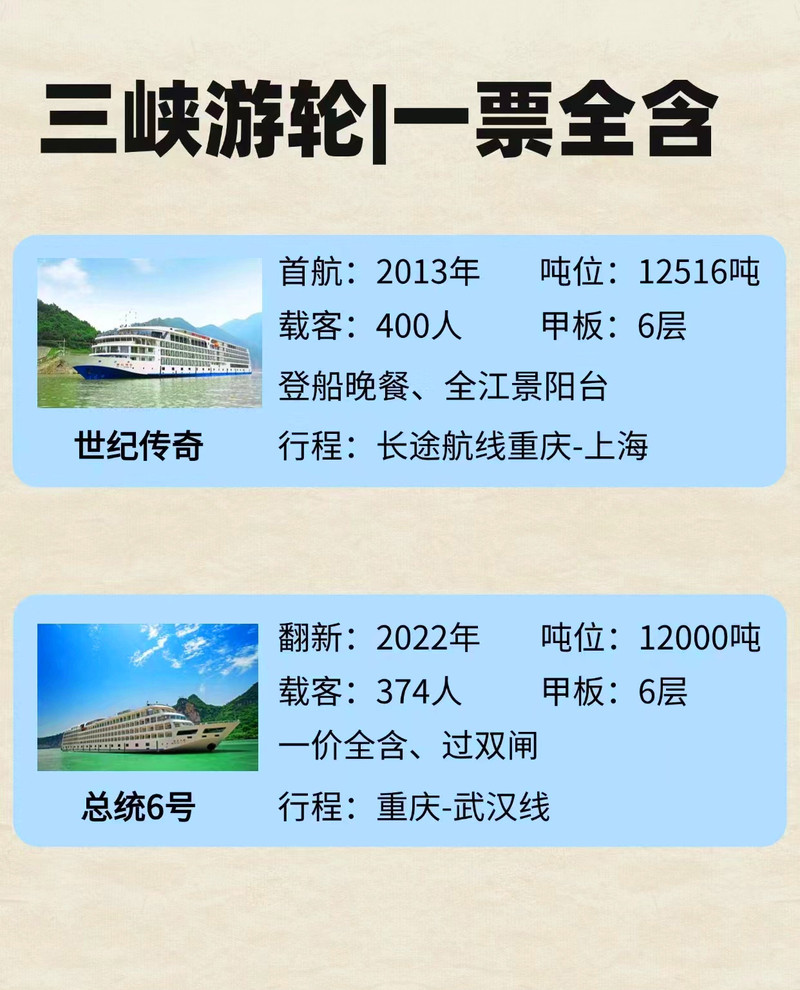 三峡游轮|一票全含
首航：2013年 吨位：12516吨
载客：400人 甲板：6层
登船晚餐、全江景阳台
世纪传奇 行程：长途航线重庆-上海
翻新：2022年 吨位：12000吨
载客：374人 甲板：6层
一价全含、过双闸
总统6号 行程：重庆-武汉线